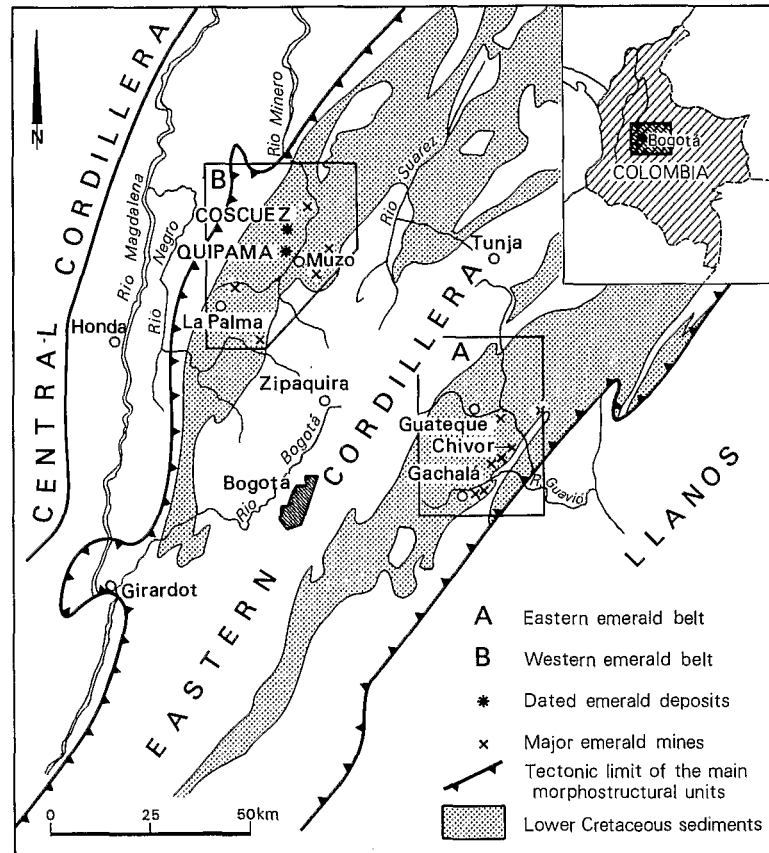 CENTRAL CORDILLERA
N
Rio Magdalena
Rio Negro
Rio Minero
B
COSCUEZ
QUIPAMA
Muzo
Rio Suarez
Tunja
Bogotá
COLOMBIA
Honda
La Palma
Zipaquira
A
Guateque
Chivor
Gachalá
R. Guavio
Bogotá
Rio Bogotá
EASTERN CORDILLERA
LLANOS
Girardot
A Eastern emerald belt
B Western emerald belt
* Dated emerald deposits
x Major emerald mines
Tectonic limit of the main
morphostructural units
Lower Cretaceous sediments
0 25 50km